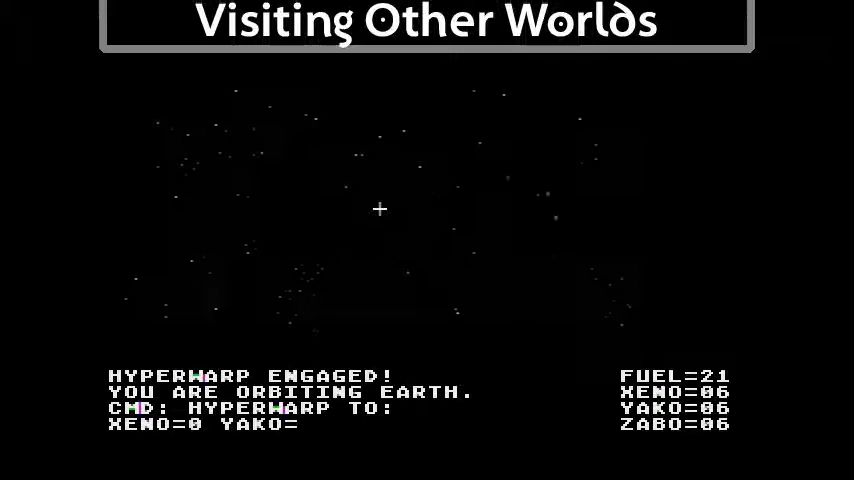 Visiting Other Worlds
HYPERWARP ENGAGED! FUEL=21
YOU ARE ORBITING EARTH. XENO=06
CMD: HYPERWARP TO: YAKO=06
XENO=0 YAKO= ZABO=06